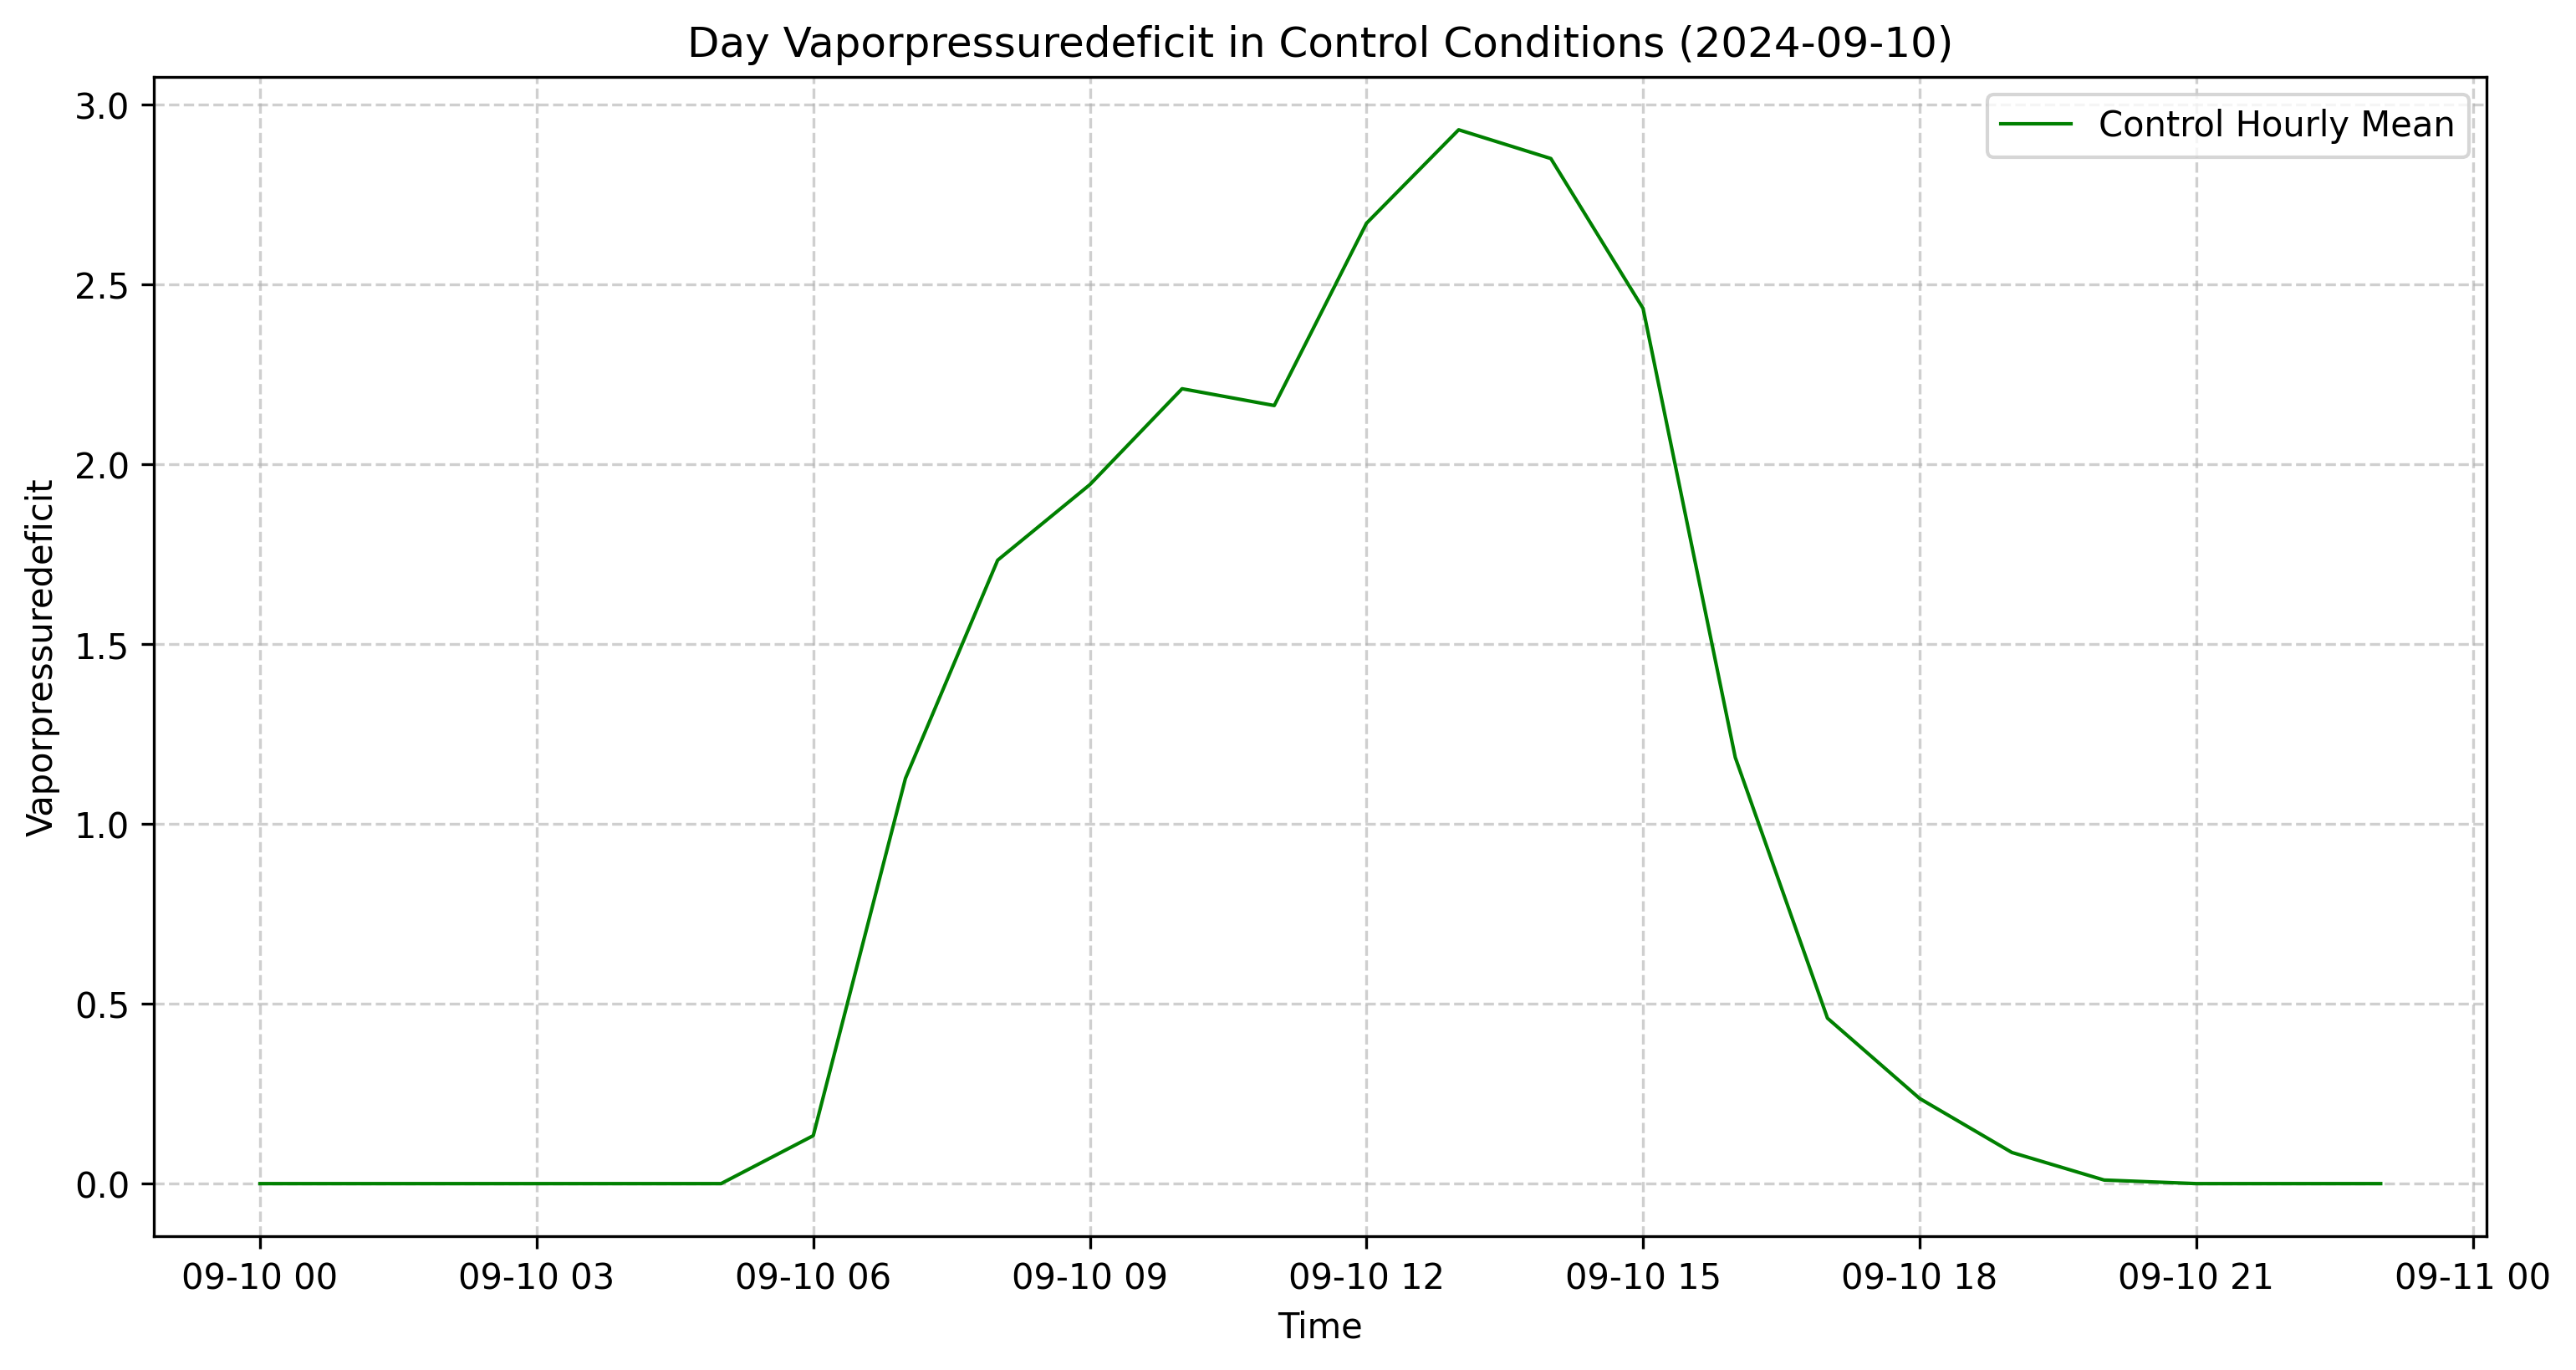 Day Vaporpressuredeficit in Control Conditions (2024-09-10)
Control Hourly Mean
Vaporpressuredeficit
3.0
2.5
2.0
1.5
1.0
0.5
0.0
09-10 00 09-10 03 09-10 06 09-10 09 09-10 12 09-10 15 09-10 18 09-10 21 09-11 00
Time